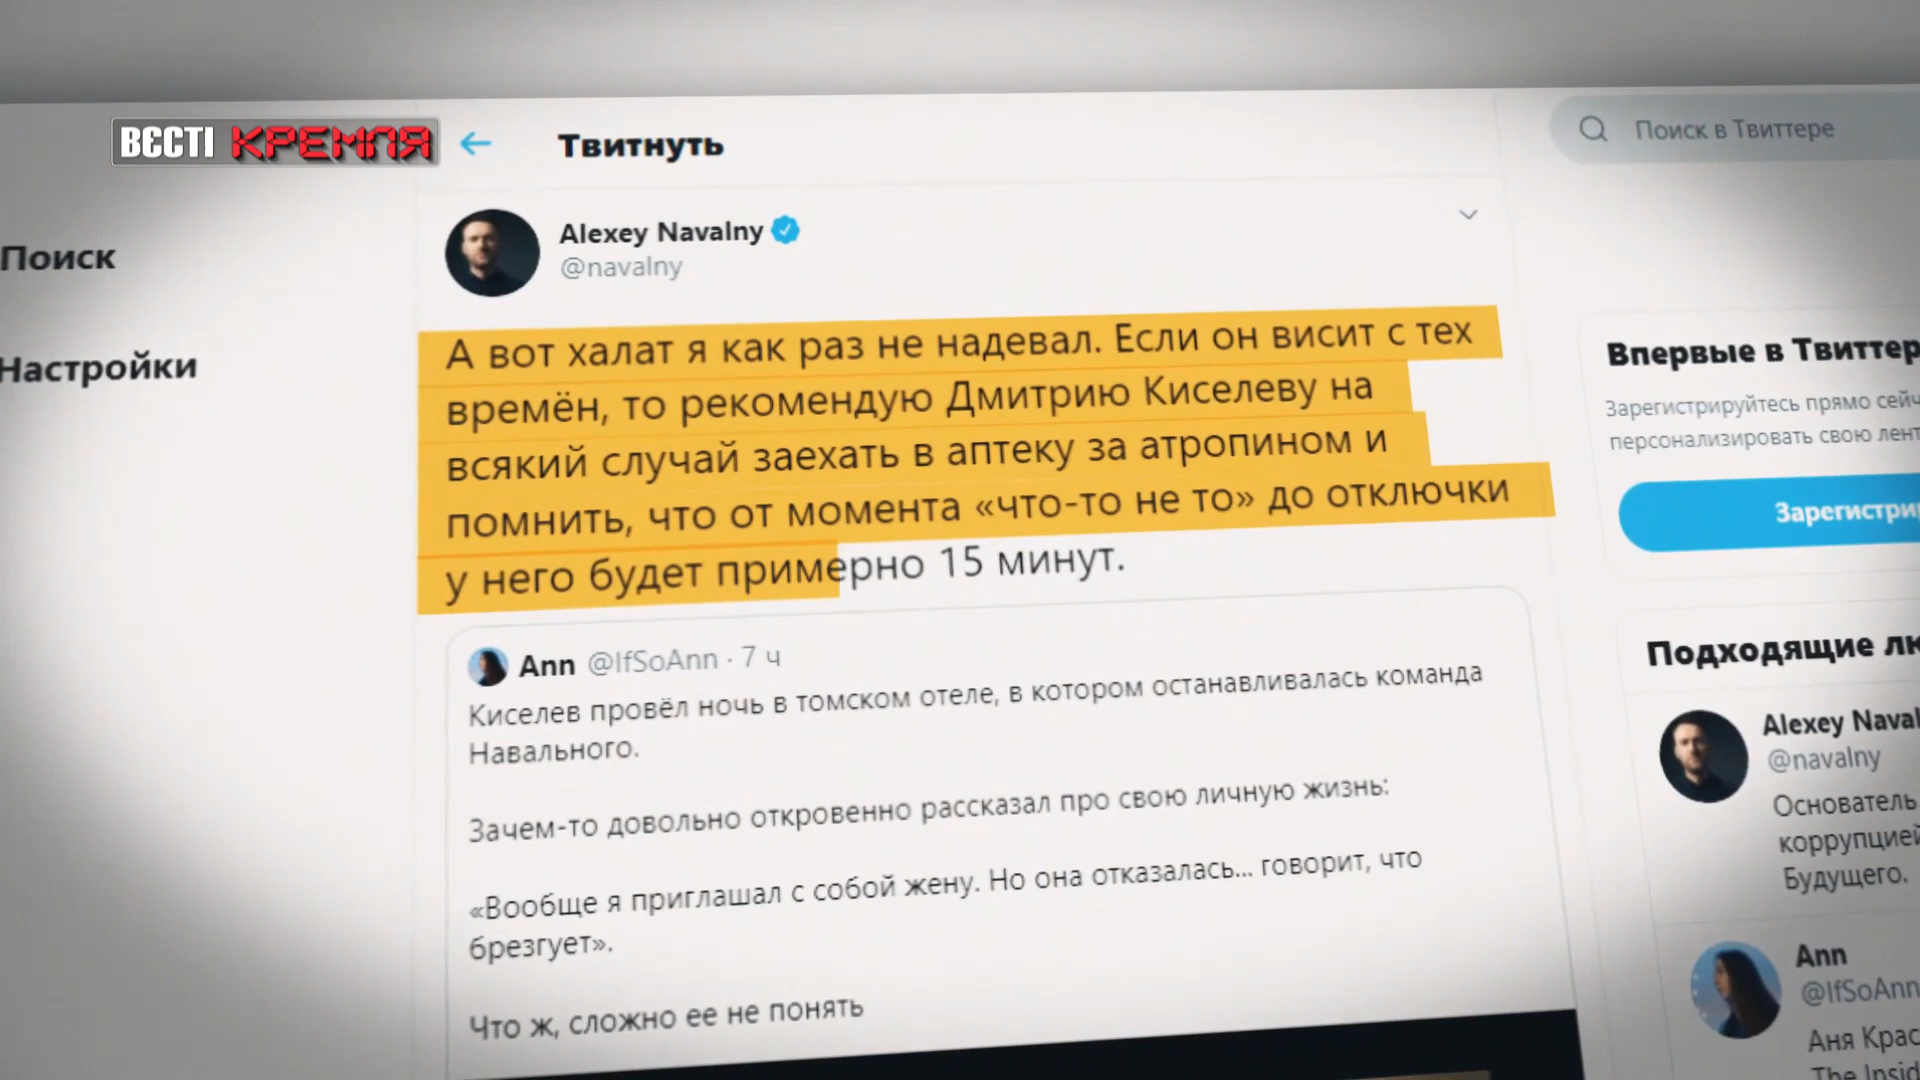 ВЄСТІ КРЕМЛЯ
Твитнуть
Поиск в Твиттере
Поиск
Настройки
Alexey Navalny
@navalny
А вот халат я как раз не надевал. Если он висит с тех
времён, то рекомендую Дмитрию Киселеву на
всякий случай заехать в аптеку за атропином и
помнить, что от момента «что-то не то» до отключки
у него будет примерно 15 минут.
Ann @IfSoAnn · 7 ч
Киселев провёл ночь в томском отеле, в котором останавливалась команда
Навального.
Зачем-то довольно откровенно рассказал про свою личную жизнь:
«Вообще я приглашал с собой жену. Но она отказалась... говорит, что
брезгует».
Что ж, сложно ее не понять
Впервые в Твиттер
Зарегистрируйтесь прямо сейч
персонализировать свою лент
Зарегистри
Подходящие лю
Alexey Naval
@navalny
Основатель
коррупцией
Будущего.
Ann
@IfSoAnn
Аня Крас
The Insid